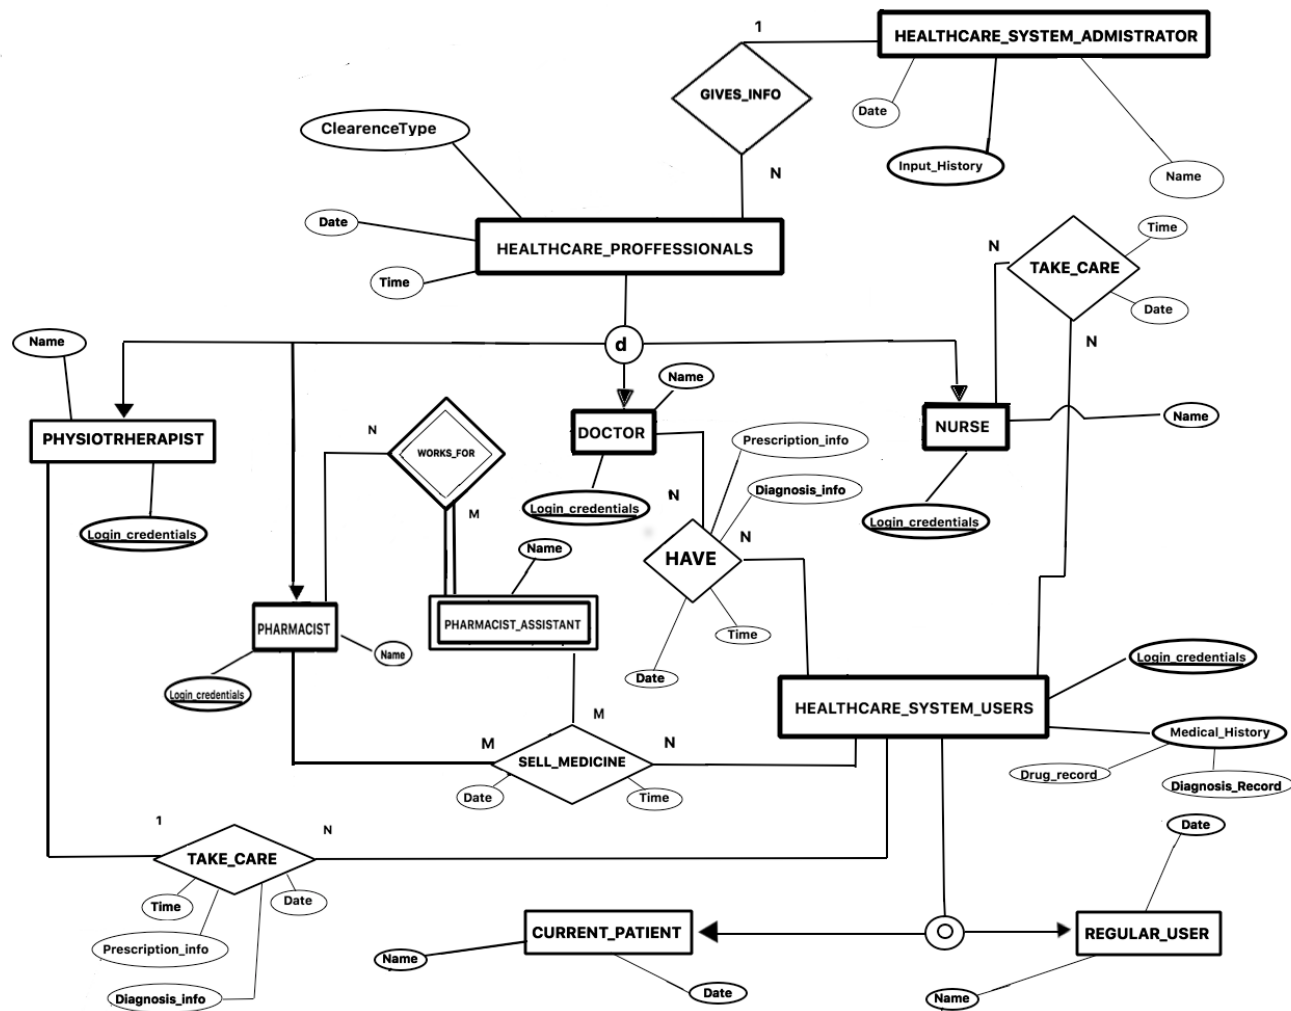 1
HEALTHCARE_SYSTEM_ADMISTRATOR
GIVES_INFO
Date
ClearenceType
Input_History
N
Name
Date
HEALTHCARE_PROFFESSIONALS
Time
N
TAKE_CARE
Time
Date
Name
d
N
Name
PHYSIOTRHERAPIST
N
WORKS_FOR
DOCTOR
NURSE
Name
Prescription_info
Diagnosis_info
Login_credentials
M
Login_credentials
N
Login_credentials
Name
HAVE
N
PHARMACIST
PHARMACIST_ASSISTANT
Time
Name
Date
Login_credentials
Login_credentials
HEALTHCARE_SYSTEM_USERS
M
Medical_History
M
N
SELL_MEDICINE
Drug_record
Diagnosis_Record
Date
Time
1
N
Date
TAKE_CARE
Time
Date
Prescription_info
CURRENT_PATIENT
O
REGULAR_USER
Name
Diagnosis_info
Date
Name